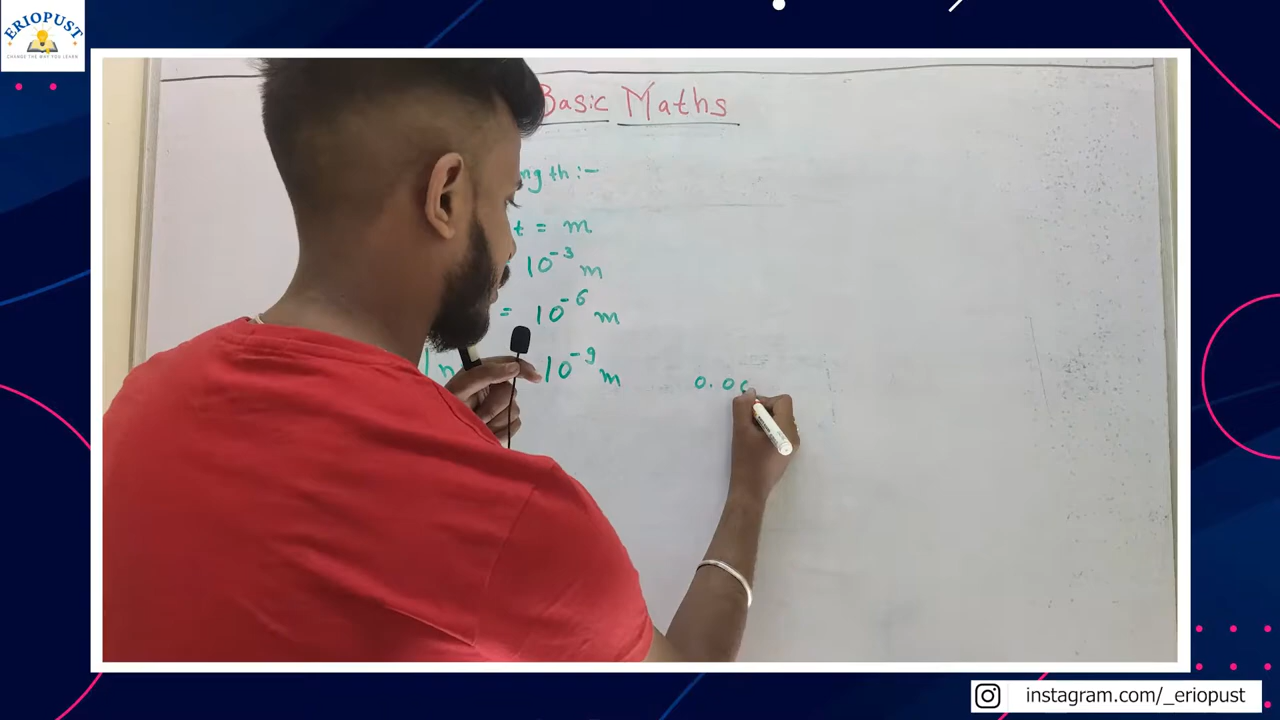 ERIOPUST
CHANGE THE WAY YOU LEARN
Basic Maths
ngth :-
t = m
10⁻³ m
= 10⁻⁶ m
1n 10⁻⁹ m 0.0
instagram.com/_eriopust